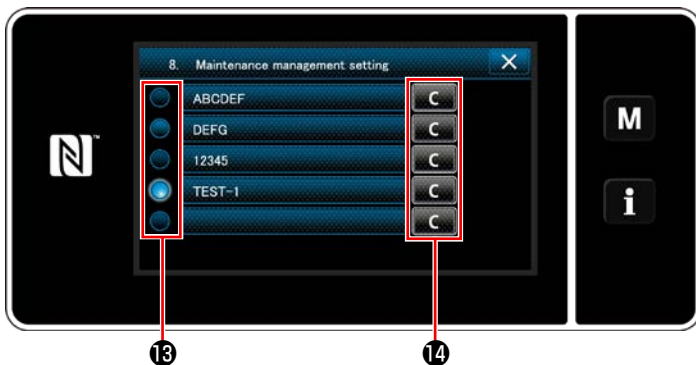 8. Maintenance management setting X
ABCDEF C
DEFG C
12345 C
TEST-1 C
C
N
M
i
⓭ ⓮